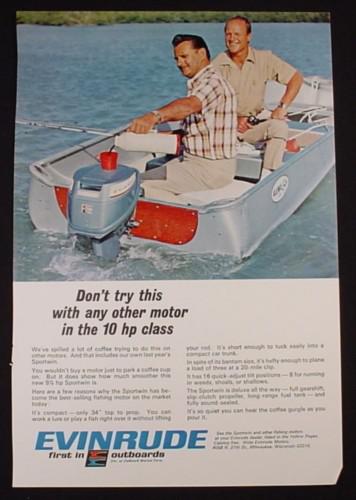 Don't try this
with any other motor
in the 10 hp class
We've spilled a lot of coffee trying to do this on
other motors. And that includes our own last year's
Sportwin.
You wouldn't buy a motor just to park a coffee cup
on. But it does show how much smoother this
new 9½ hp Sportwin is.
Here are a few reasons why the Sportwin has be-
come the best-selling fishing motor on the market
today:
It's compact — only 34" top to prop. You can
work a lure or play a fish right over it without lifting
your rod. It's short enough to tuck easily into a
compact car trunk.
In spite of its bantam size, it's hefty enough to plane
a load of three at a 20-mile clip.
It has 16 quick-adjust tilt positions — 8 for running
in weeds, shoals, or shallows.
The Sportwin is deluxe all the way — full gearshift,
slip-clutch propeller, long range fuel tank — and
fully sound sealed.
It's so quiet you can hear the coffee gurgle as you
pour it.
EVINRUDE
first in outboards
See the Sportwin and other fishing motors
at your Evinrude dealer, listed in the Yellow Pages.
Catalog free. Write Evinrude Motors,
N. 27th St., Milwaukee, Wisconsin 53216